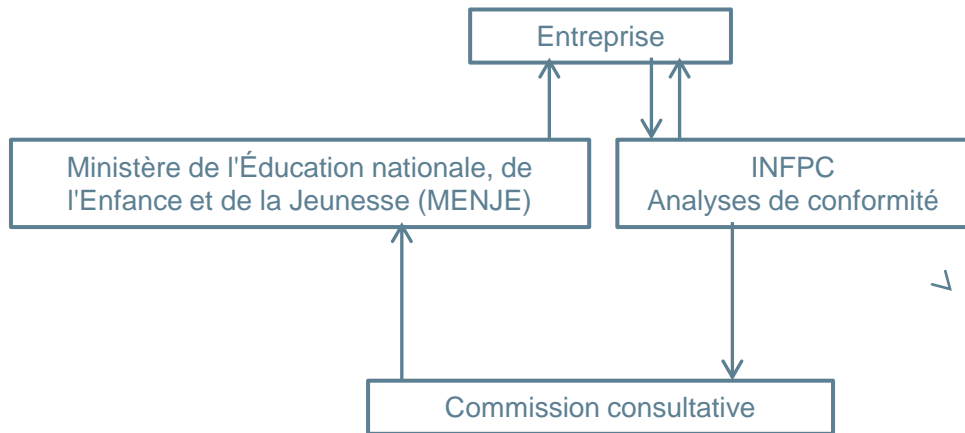 Entreprise
Ministère de l'Éducation nationale, de
l'Enfance et de la Jeunesse (MENJE)
INFPC
Analyses de conformité
Commission consultative